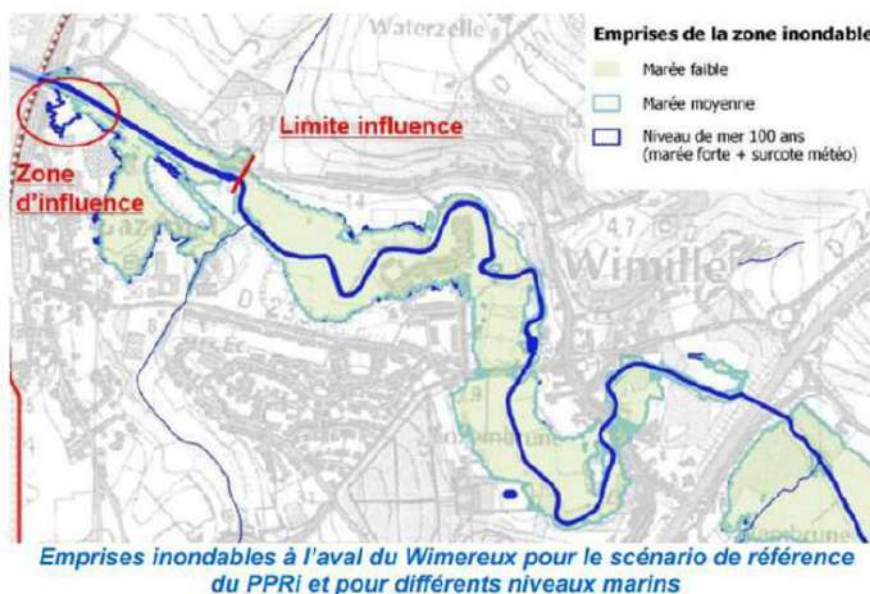 Waterzelle
Emprises de la zone inondable
Marée faible
Marée moyenne
Niveau de mer 100 ans
(marée forte + surcote météo)
Limite influence
Zone
d'influence
Wimille
Emprises inondables à l'aval du Wimereux pour le scénario de référence
du PPRi et pour différents niveaux marins